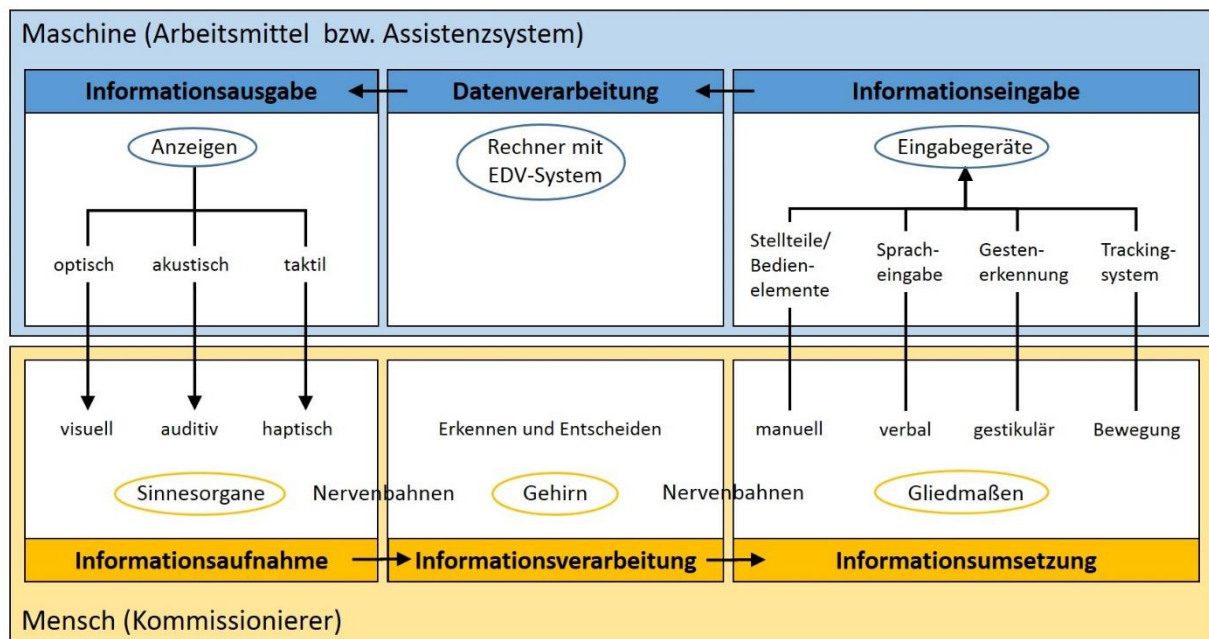 Maschine (Arbeitsmittel bzw. Assistenzsystem)
Informationsausgabe
Datenverarbeitung
Informationseingabe
Anzeigen
Rechner mit
EDV-System
Eingabegeräte
optisch
akustisch
taktil
Stellteile/
Bedien-
elemente
Sprach-
eingabe
Gesten-
erkennung
Tracking-
system
visuell
auditiv
haptisch
Erkennen und Entscheiden
manuell
verbal
gestikulär
Bewegung
Sinnesorgane
Nervenbahnen
Gehirn
Nervenbahnen
Gliedmaßen
Informationsaufnahme
Informationsverarbeitung
Informationsumsetzung
Mensch (Kommissionierer)